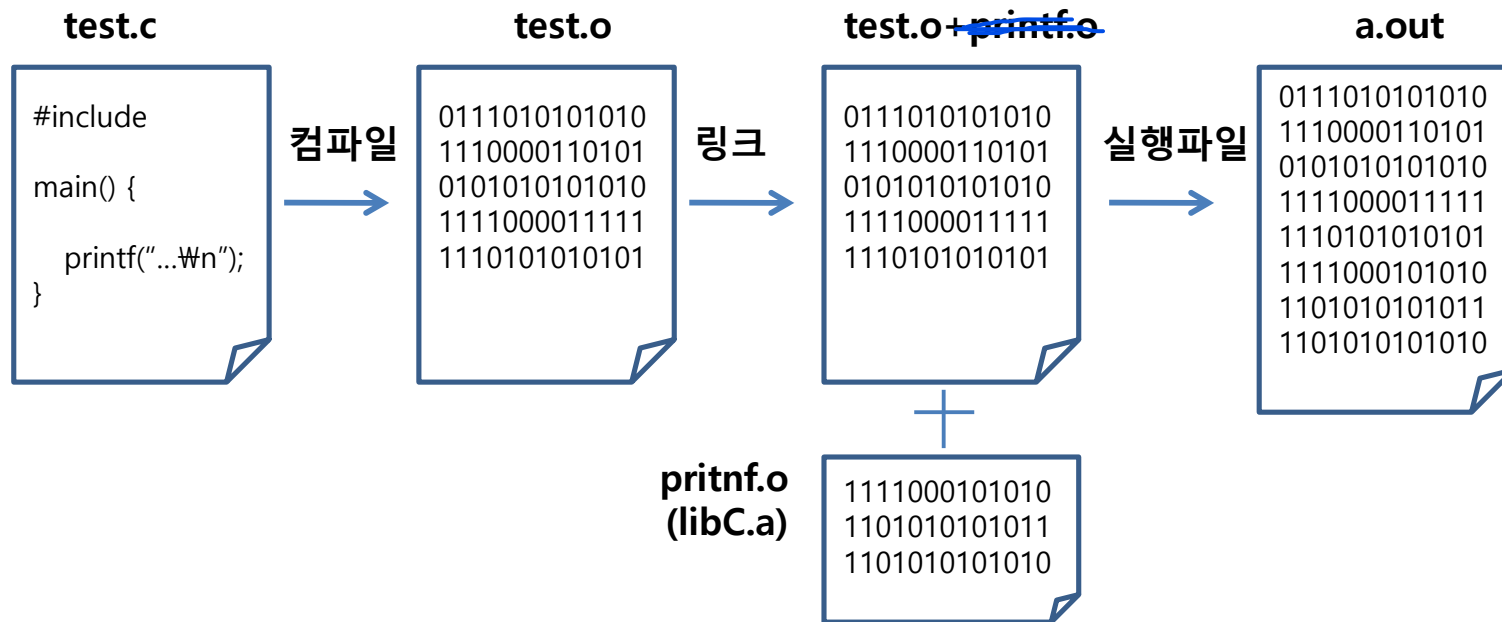 test.c
#include
main() {
printf("...₩n");
}
컴파일
test.o
0111010101010
1110000110101
0101010101010
1111000011111
1110101010101
링크
test.o+printf.o
0111010101010
1110000110101
0101010101010
1111000011111
1110101010101
pritnf.o
(libC.a)
1111000101010
1101010101011
1101010101010
실행파일
a.out
0111010101010
1110000110101
0101010101010
1111000011111
1110101010101
1111000101010
1101010101011
1101010101010